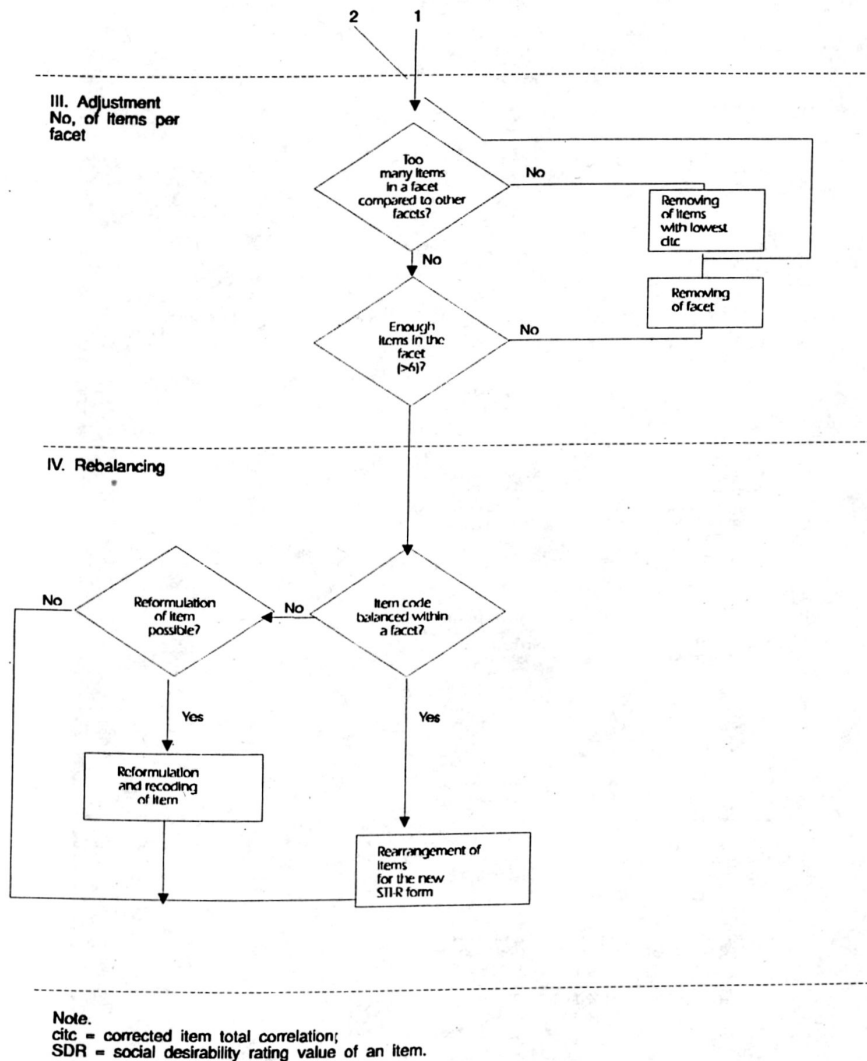 2 1
III. Adjustment
No, of items per
facet
Too
many items
in a facet
compared to other
facets?
No
Removing
of items
with lowest
citc
No
Removing
of facet
Enough
items in the
facet
(>6)?
No
IV. Rebalancing
No
Reformulation
of item
possible?
No
Item code
balanced within
a facet?
Yes
Yes
Reformulation
and recoding
of item
Rearrangement of
items
for the new
STI-R form
Note.
citc = corrected item total correlation;
SDR = social desirability rating value of an item.